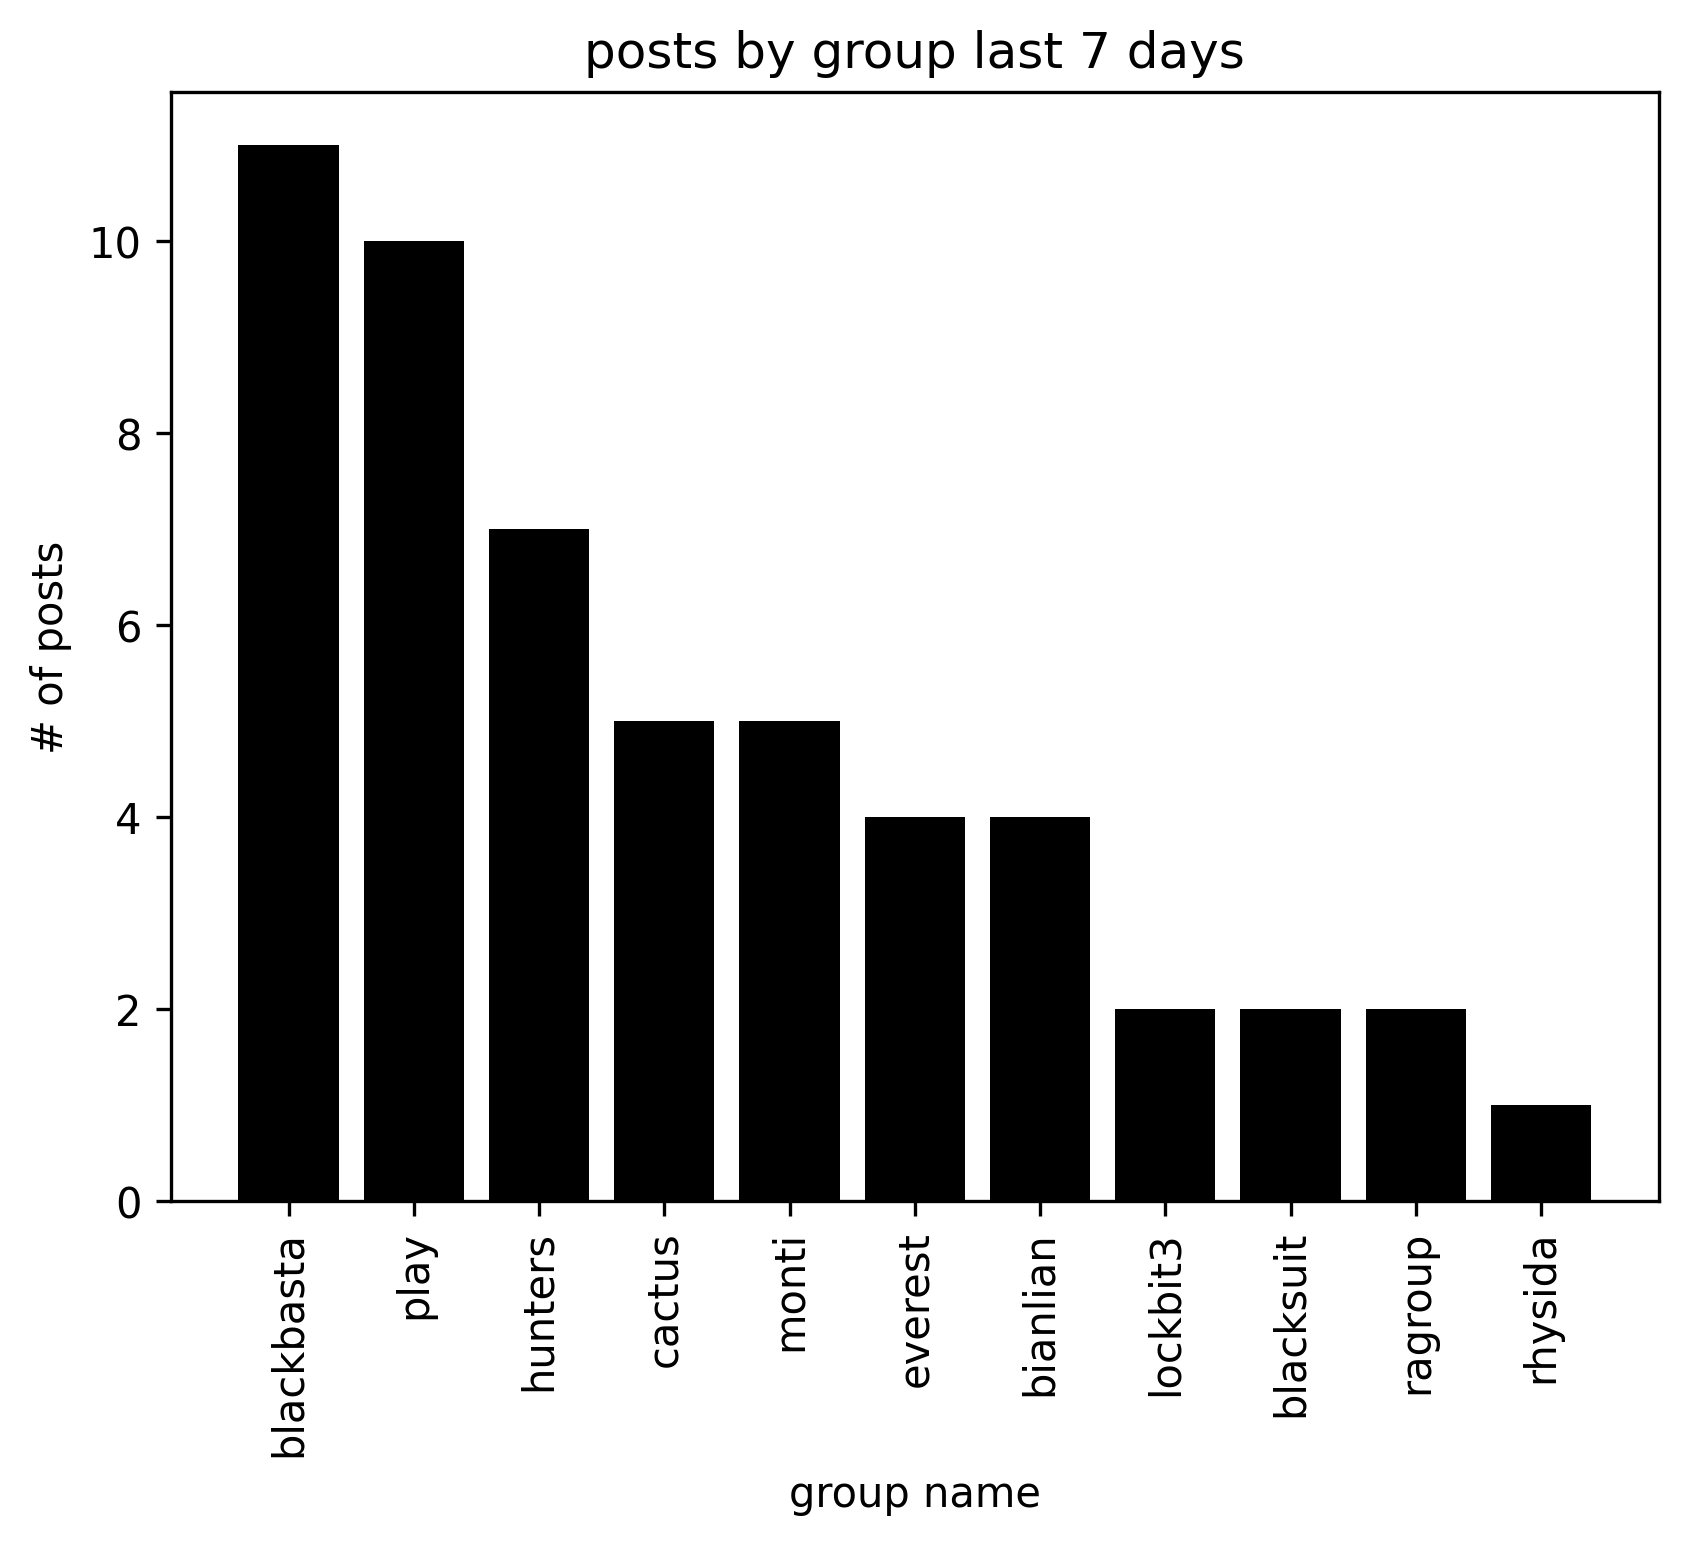 posts by group last 7 days
# of posts
10
8
6
4
2
0
blackbasta
play
hunters
cactus
monti
everest
bianlian
lockbit3
blacksuit
ragroup
rhysida
group name